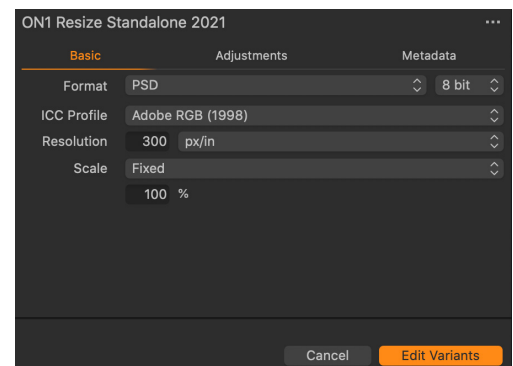 ON1 Resize Standalone 2021 ...
Basic Adjustments Metadata
Format PSD 8 bit
ICC Profile Adobe RGB (1998)
Resolution 300 px/in
Scale Fixed
100 %
Cancel Edit Variants